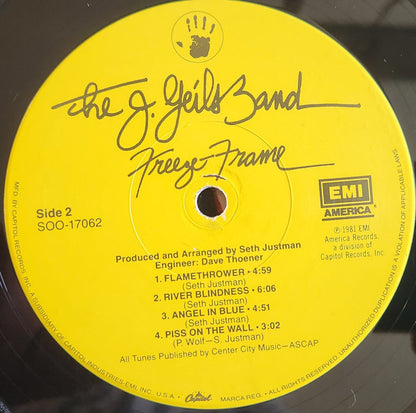 The J. Geils Band
Freeze-Frame
Side 2
SOO-17062
EMI
AMERICA®
℗ 1981 EMI
America Records,
a division of
Capitol Records, Inc.
Produced and Arranged by Seth Justman
Engineer: Dave Thoener
1. FLAMETHROWER • 4:59
(Seth Justman)
2. RIVER BLINDNESS • 6:06
(Seth Justman)
3. ANGEL IN BLUE • 4:51
(Seth Justman)
4. PISS ON THE WALL • 3:02
(P. Wolf—S. Justman)
All Tunes Published by Center City Music—ASCAP
MFD. BY CAPITOL RECORDS, INC., A SUBSIDIARY OF CAPITOL INDUSTRIES-EMI, INC. U.S.A. • Capitol MARCA REG. • ALL RIGHTS RESERVED. UNAUTHORIZED DUPLICATION IS A VIOLATION OF APPLICABLE LAWS.